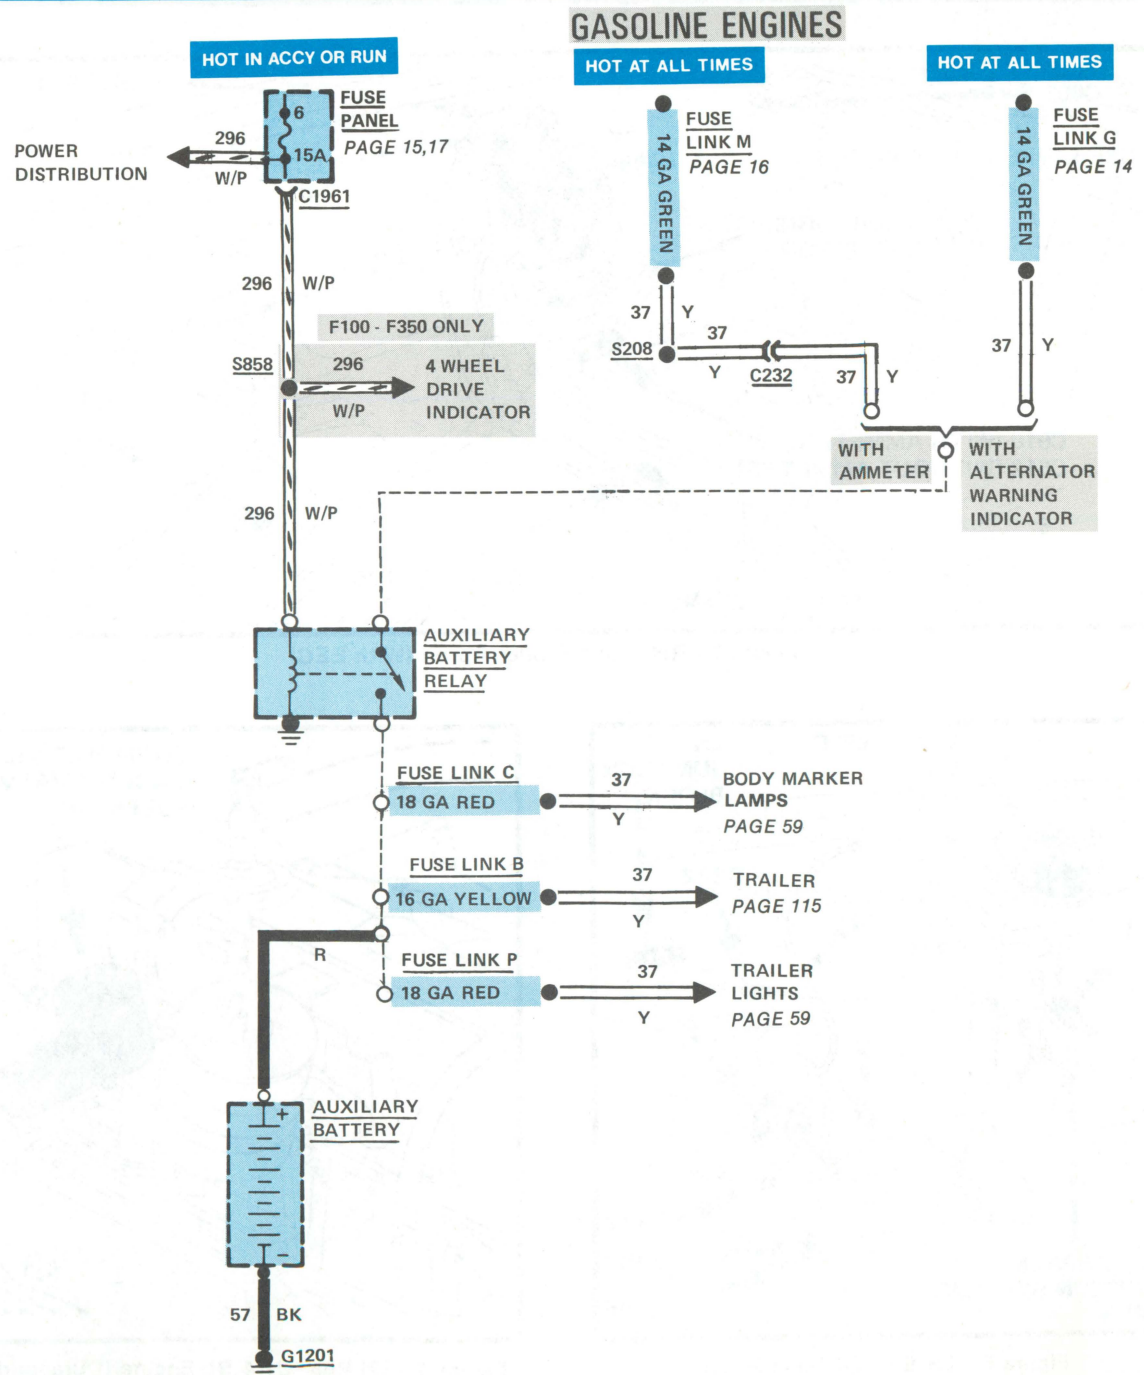 GASOLINE ENGINES
HOT IN ACCY OR RUN
HOT AT ALL TIMES
HOT AT ALL TIMES
6
15A
FUSE
PANEL
PAGE 15,17
296
W/P
POWER
DISTRIBUTION
C1961
14 GA GREEN
FUSE
LINK M
PAGE 16
14 GA GREEN
FUSE
LINK G
PAGE 14
296 W/P
F100 - F350 ONLY
S858
296
W/P
4 WHEEL
DRIVE
INDICATOR
37 Y
S208
37
Y
C232
37 Y
37 Y
WITH
AMMETER
WITH
ALTERNATOR
WARNING
INDICATOR
296 W/P
AUXILIARY
BATTERY
RELAY
FUSE LINK C
18 GA RED
37
Y
BODY MARKER
LAMPS
PAGE 59
FUSE LINK B
16 GA YELLOW
37
Y
TRAILER
PAGE 115
R
FUSE LINK P
18 GA RED
37
Y
TRAILER
LIGHTS
PAGE 59
+
−
AUXILIARY
BATTERY
57 BK
G1201